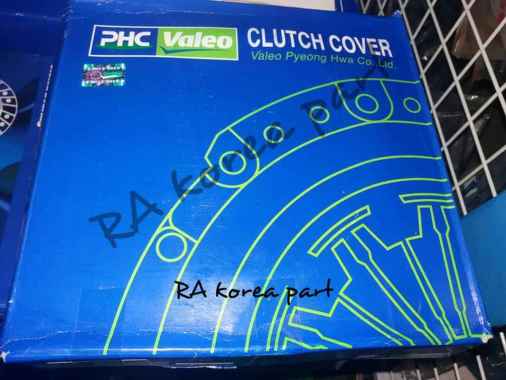 PHC Valeo CLUTCH COVER
Valeo Pyeong Hwa Co. Ltd.
RA korea part
RA korea part